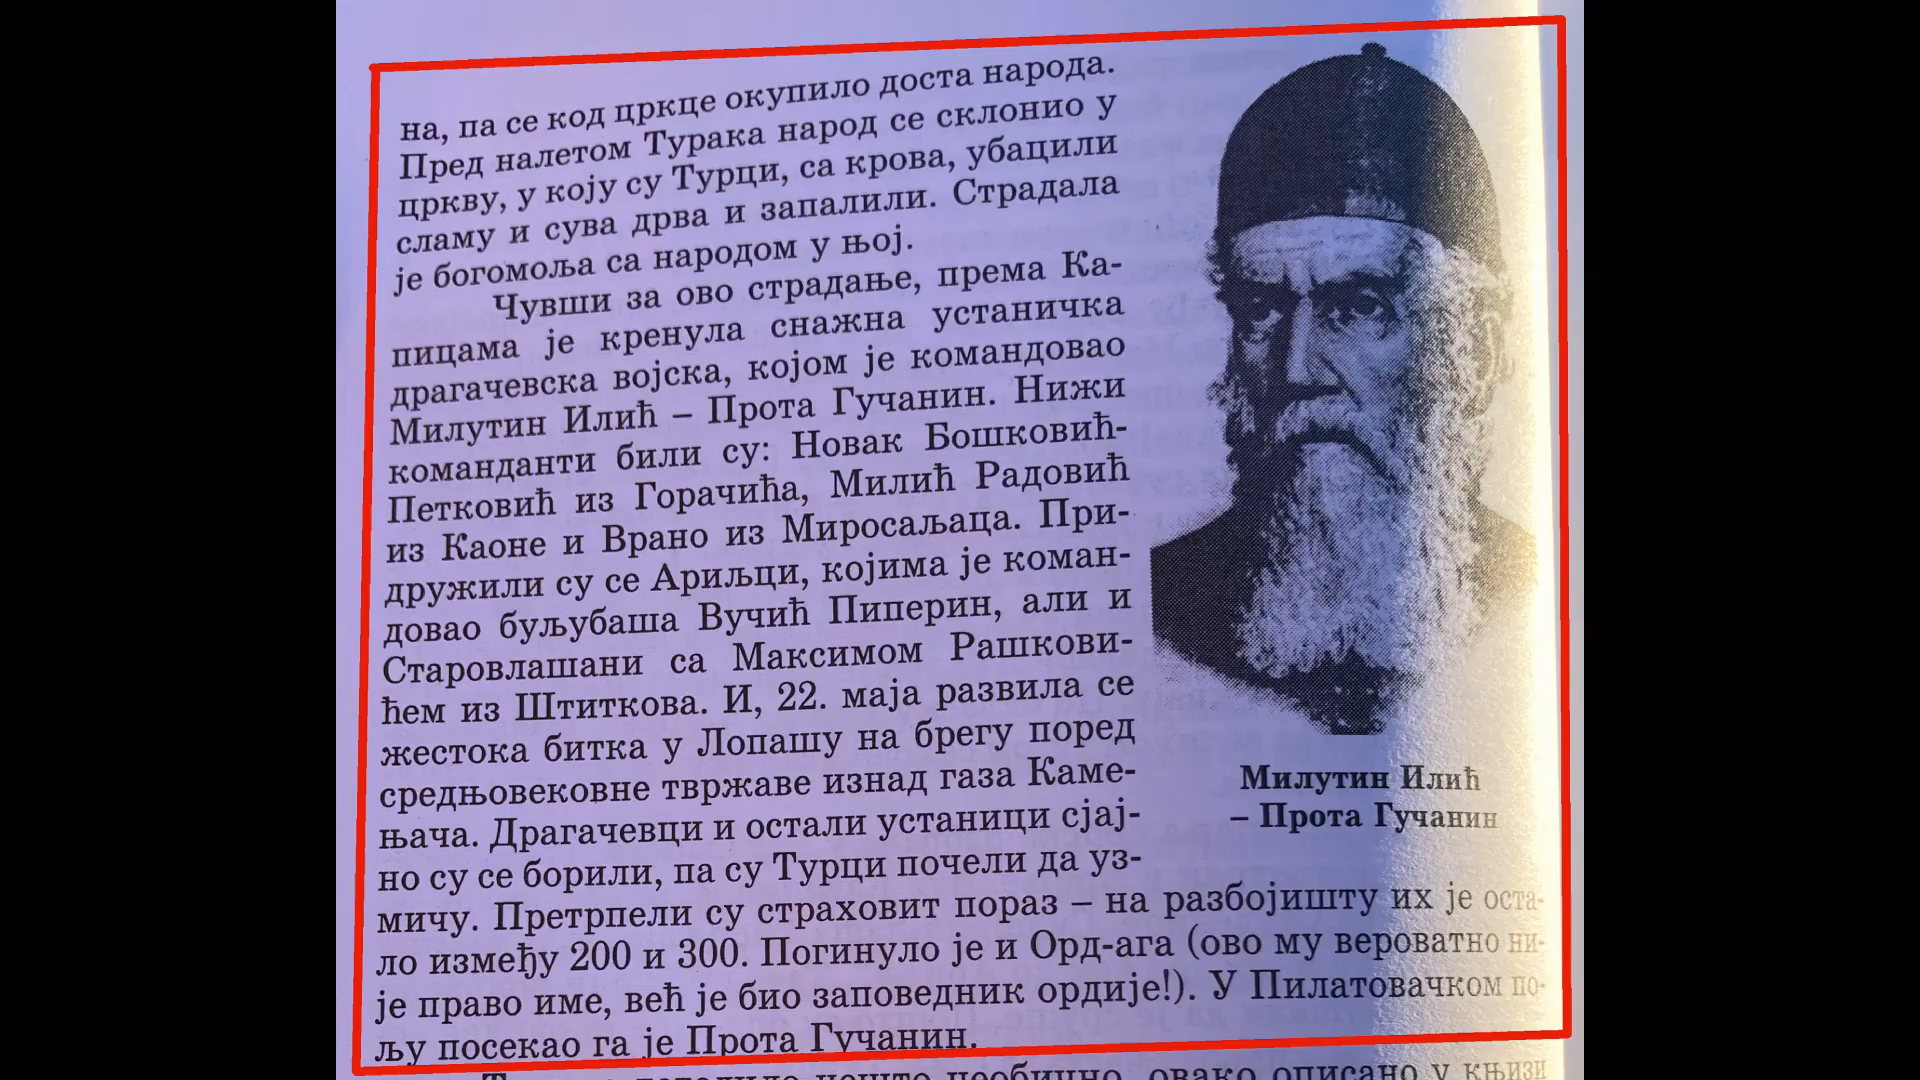 на, па се код цркце окупило доста народа.
Пред налетом Турака народ се склонио у
цркву, у коју су Турци, са крова, убацили
сламу и сува дрва и запалили. Страдала
је богомоља са народом у њој.
Чувши за ово страдање, према Ка-
пицама је кренула снажна устаничка
драгачевска војска, којом је командовао
Милутин Илић – Прота Гучанин. Нижи
команданти били су: Новак Бошковић-
Петковић из Горачића, Милић Радовић
из Каоне и Врано из Миросаљаца. При-
дружили су се Ариљци, којима је коман-
довао буљубаша Вучић Пиперин, али и
Старовлашани са Максимом Рашкови-
ћем из Штиткова. И, 22. маја развила се
жестока битка у Лопашу на брегу поред
средњовековне твржаве изнад газа Каме-
њача. Драгачевци и остали устаници сјај-
но су се борили, па су Турци почели да уз-
мичу. Претрпели су страховит пораз – на разбојишту их је оста-
ло између 200 и 300. Погинуло је и Орд-ага (ово му вероватно ни-
је право име, већ је био заповедник ордије!). У Пилатовачком по-
љу посекао га је Прота Гучанин.
Милутин Илић
– Прота Гучанин
нешто необично, овако описано у књизи